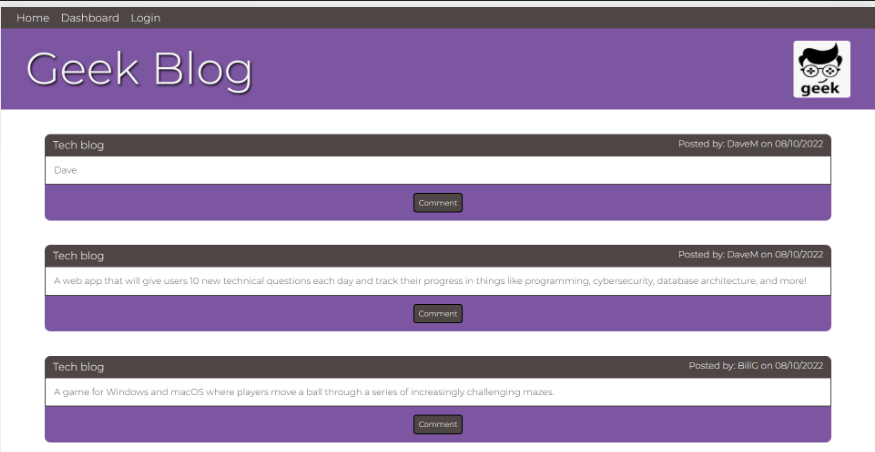 Home Dashboard Login
Geek Blog
geek
Tech blog Posted by: DaveM on 08/10/2022
Dave
Comment
Tech blog Posted by: DaveM on 08/10/2022
A web app that will give users 10 new technical questions each day and track their progress in things like programming, cybersecurity, database architecture, and more!
Comment
Tech blog Posted by: BillG on 08/10/2022
A game for Windows and macOS where players move a ball through a series of increasingly challenging mazes.
Comment